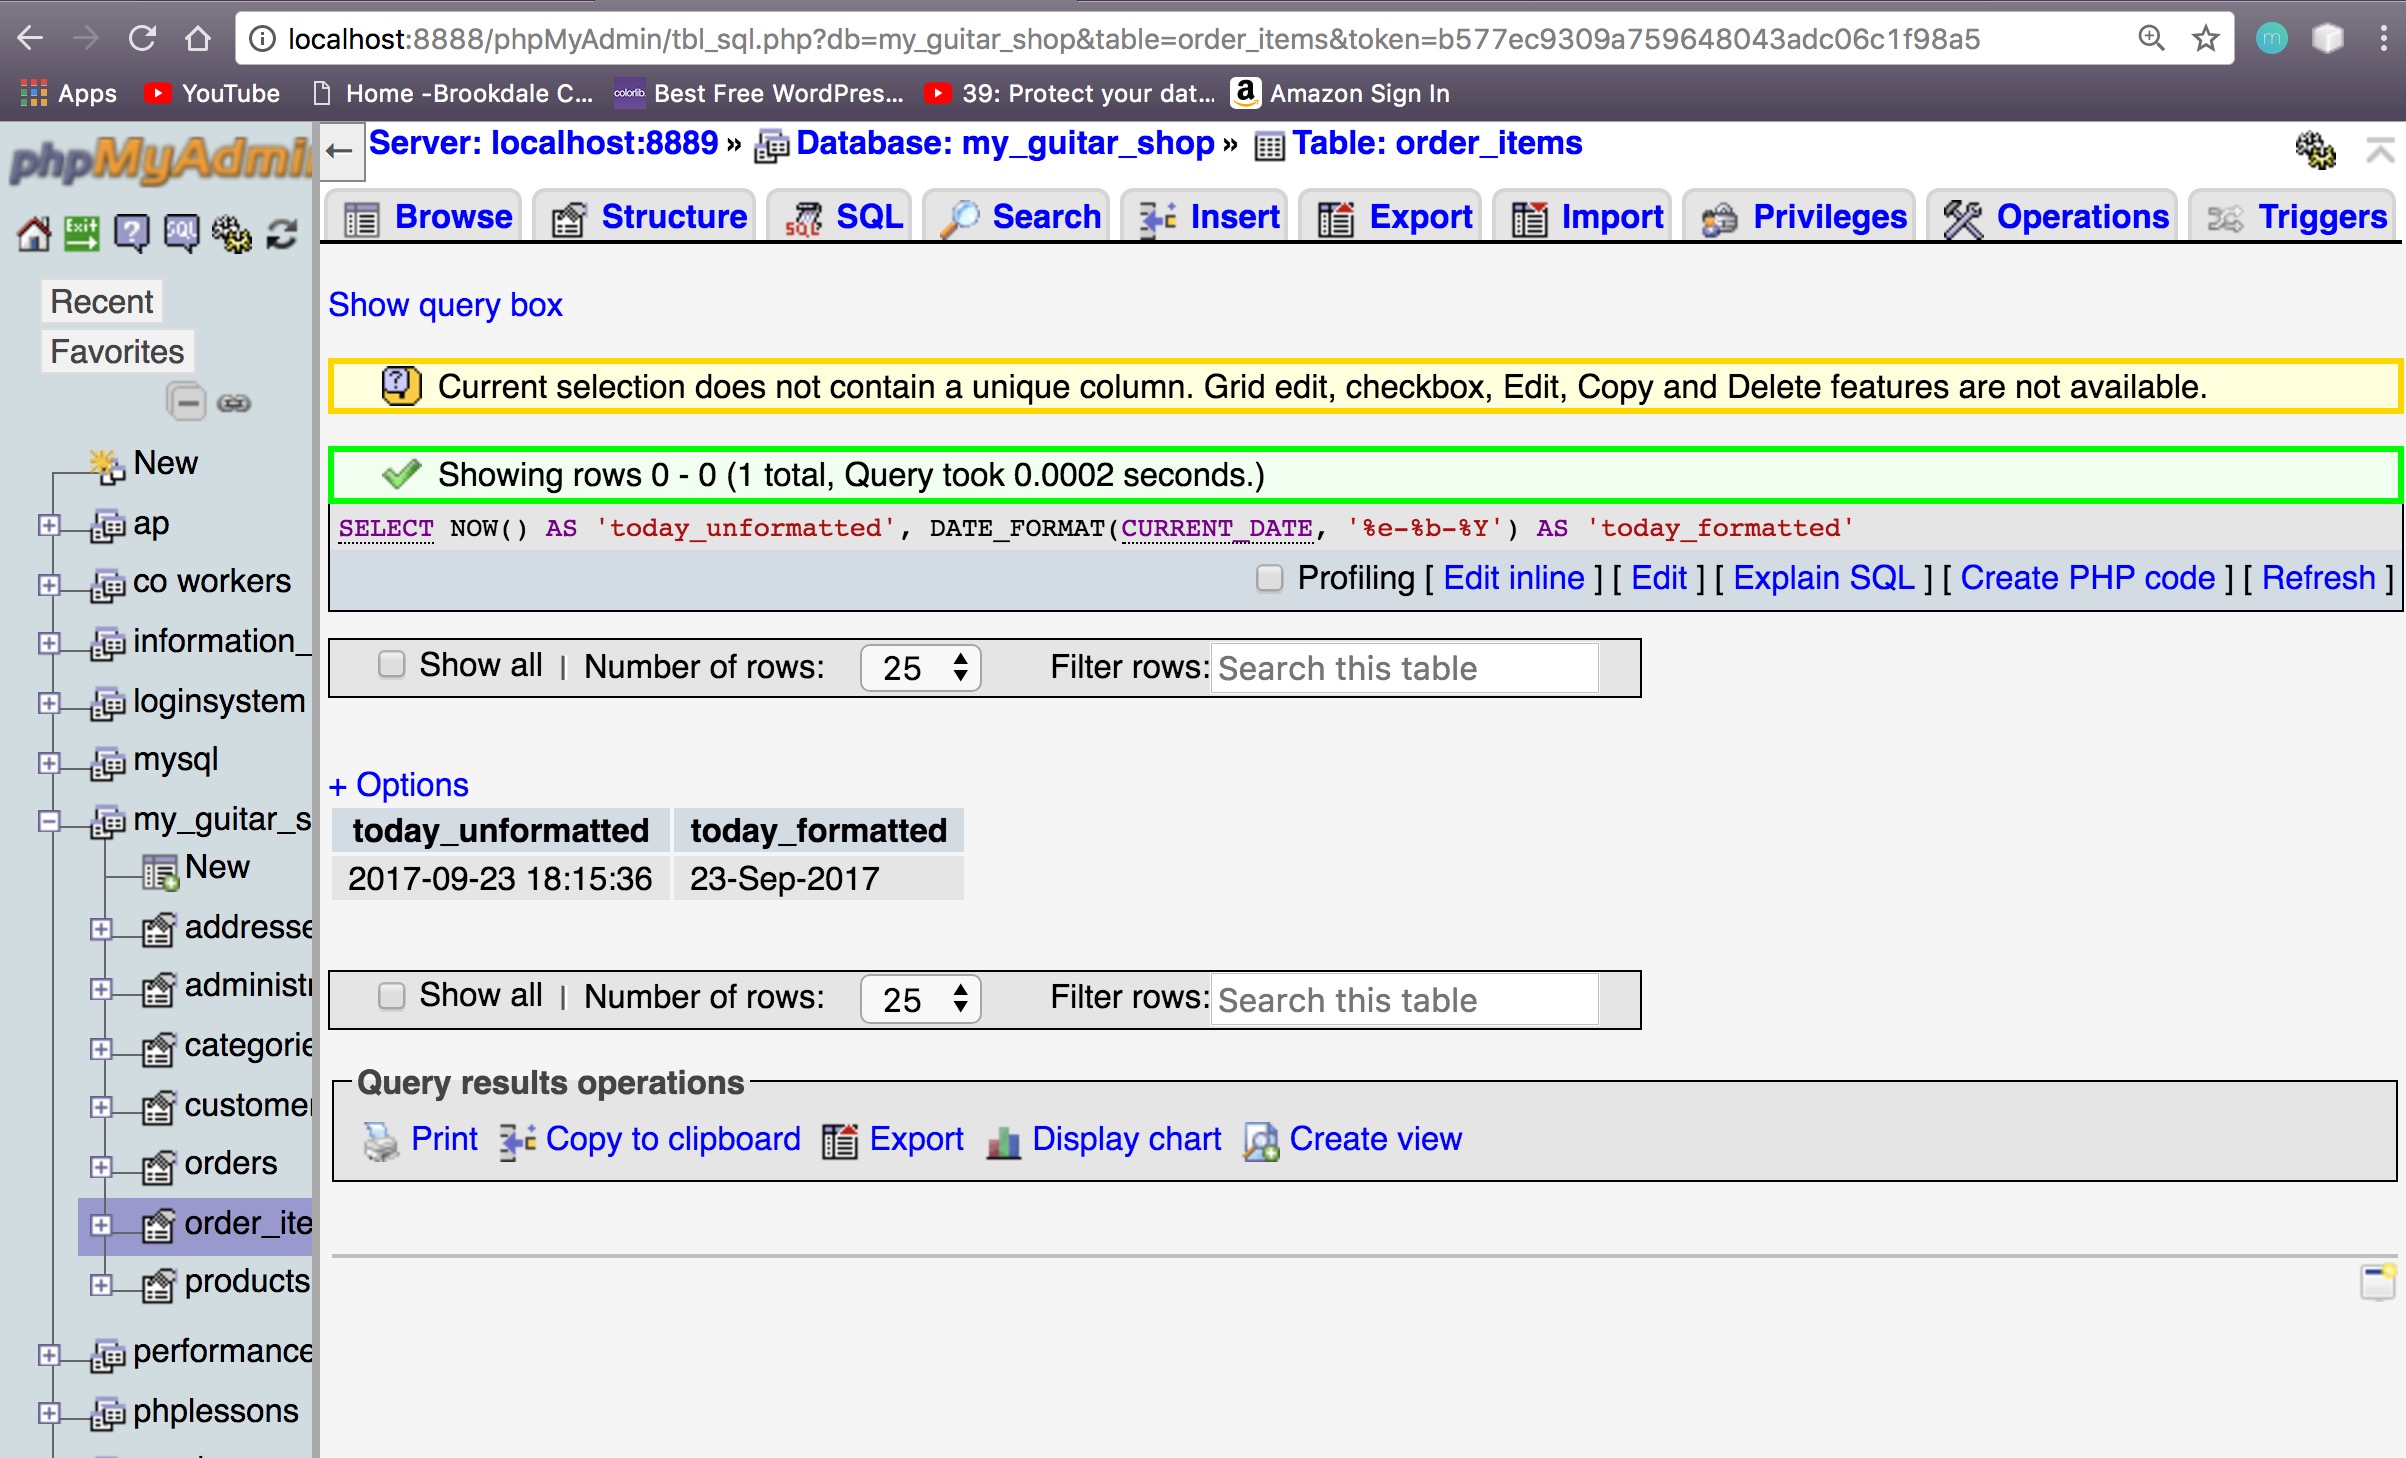 localhost:8888/phpMyAdmin/tbl_sql.php?db=my_guitar_shop&table=order_items&token=b577ec9309a759648043adc06c1f98a5
m
Apps YouTube Home -Brookdale C... colorlib Best Free WordPres... 39: Protect your dat... a Amazon Sign In
phpMyAdmi
Server: localhost:8889 » Database: my_guitar_shop » Table: order_items
Browse Structure SQL Search Insert Export Import Privileges Operations Triggers
Exit SQL
Recent
Favorites
New
ap
co workers
information_
loginsystem
mysql
my_guitar_s
New
addresse
administr
categorie
customer
orders
order_ite
products
performance
phplessons
Show query box
Current selection does not contain a unique column. Grid edit, checkbox, Edit, Copy and Delete features are not available.
Showing rows 0 - 0 (1 total, Query took 0.0002 seconds.)
SELECT NOW() AS 'today_unformatted', DATE_FORMAT(CURRENT_DATE, '%e-%b-%Y') AS 'today_formatted'
Profiling [ Edit inline ] [ Edit ] [ Explain SQL ] [ Create PHP code ] [ Refresh ]
Show all | Number of rows: 25 Filter rows: Search this table
+ Options
today_unformatted today_formatted
2017-09-23 18:15:36 23-Sep-2017
Show all | Number of rows: 25 Filter rows: Search this table
Query results operations
Print Copy to clipboard Export Display chart Create view